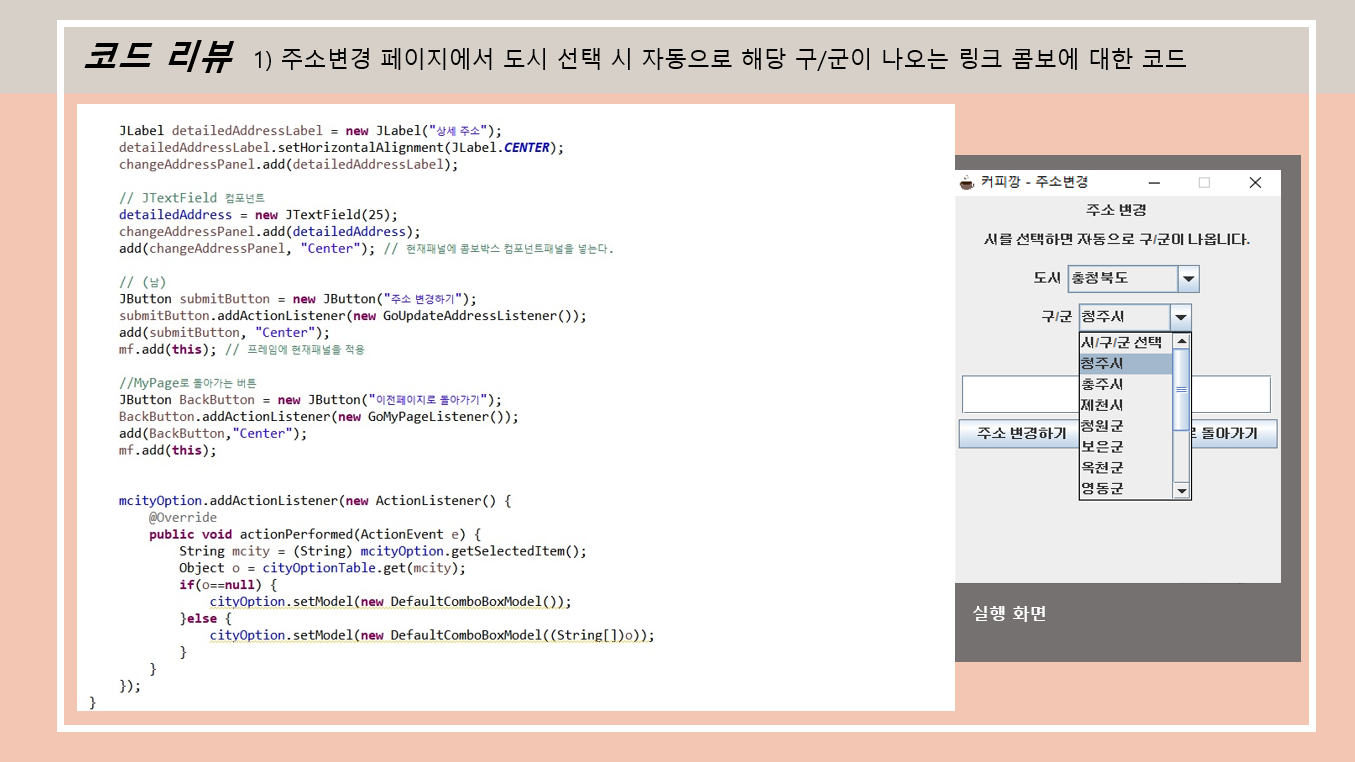 코드 리뷰 1) 주소변경 페이지에서 도시 선택 시 자동으로 해당 구/군이 나오는 링크 콤보에 대한 코드
JLabel detailedAddressLabel = new JLabel("상세 주소");
detailedAddressLabel.setHorizontalAlignment(JLabel.CENTER);
changeAddressPanel.add(detailedAddressLabel);
// JTextField 컴포넌트
detailedAddress = new JTextField(25);
changeAddressPanel.add(detailedAddress);
add(changeAddressPanel, "Center"); // 현재패널에 콤보박스 컴포넌트패널을 넣는다.
// (남)
JButton submitButton = new JButton("주소 변경하기");
submitButton.addActionListener(new GoUpdateAddressListener());
add(submitButton, "Center");
mf.add(this); // 프레임에 현재패널을 적용
//MyPage로 돌아가는 버튼
JButton BackButton = new JButton("이전페이지로 돌아가기");
BackButton.addActionListener(new GoMyPageListener());
add(BackButton,"Center");
mf.add(this);
mcityOption.addActionListener(new ActionListener() {
@Override
public void actionPerformed(ActionEvent e) {
String mcity = (String) mcityOption.getSelectedItem();
Object o = cityOptionTable.get(mcity);
if(o==null) {
cityOption.setModel(new DefaultComboBoxModel());
}else {
cityOption.setModel(new DefaultComboBoxModel((String[])o));
}
}
});
}
커피깡 - 주소변경
주소 변경
시를 선택하면 자동으로 구/군이 나옵니다.
도시 충청북도
구/군 청주시
시/구/군 선택
청주시
충주시
제천시
청원군
보은군
옥천군
영동군
주소 변경하기 로 돌아가기
실행 화면